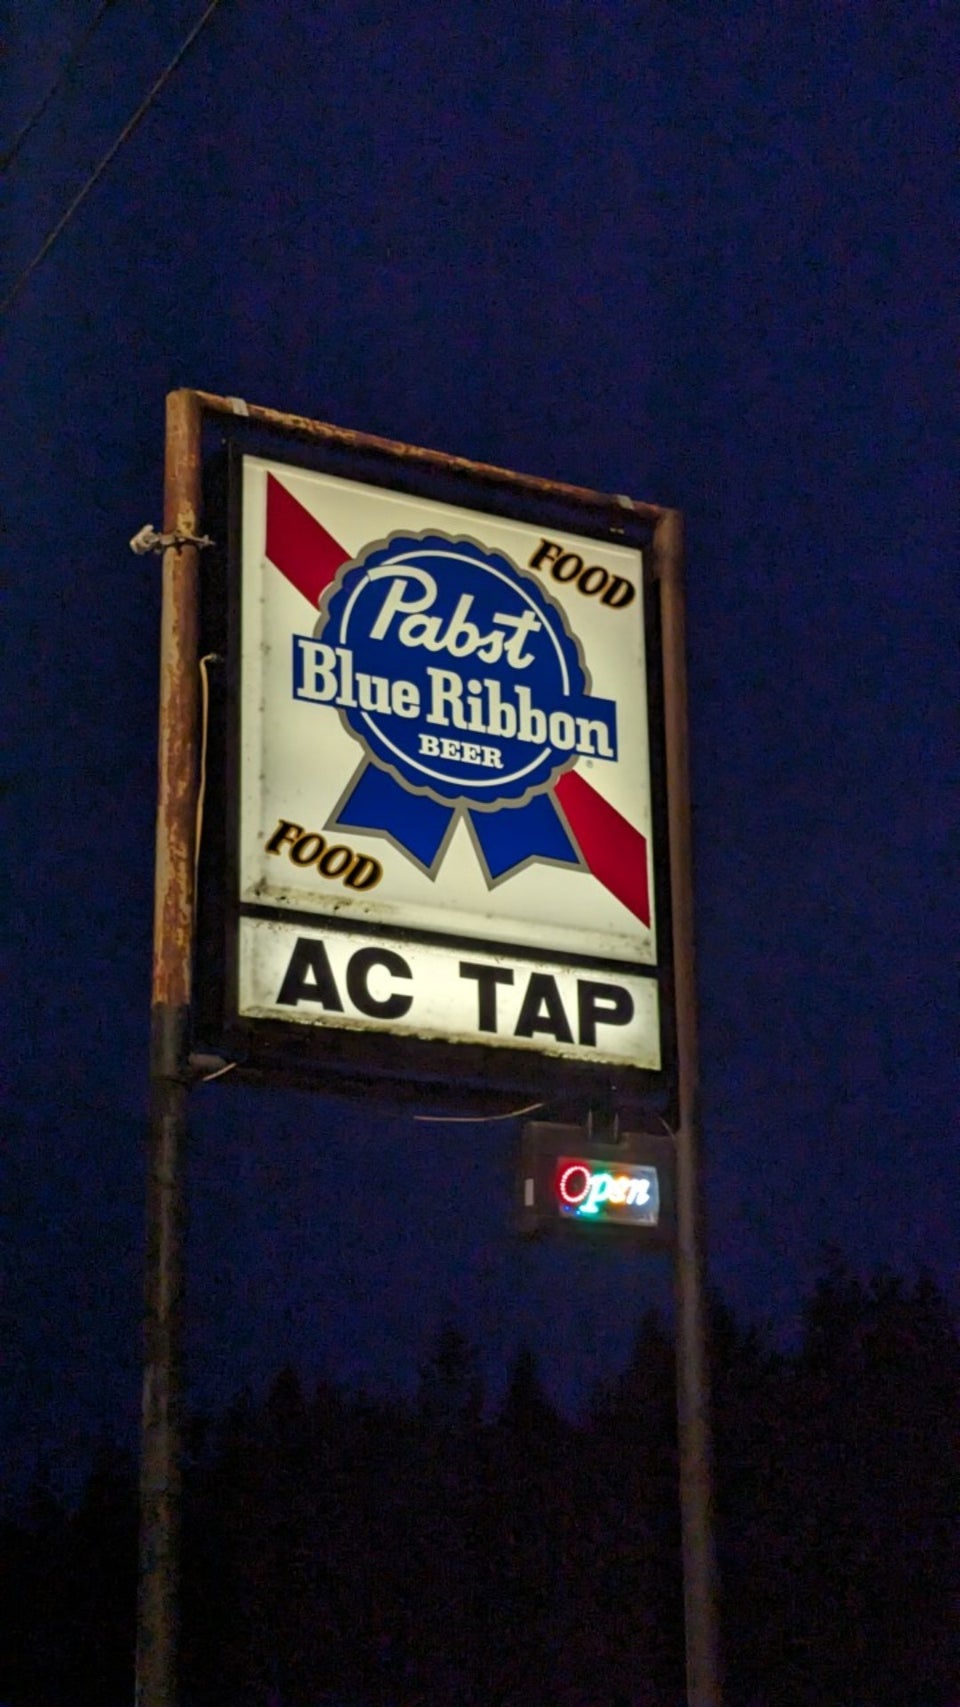 FOOD
Pabst
Blue Ribbon
BEER
®
FOOD
AC TAP
Open